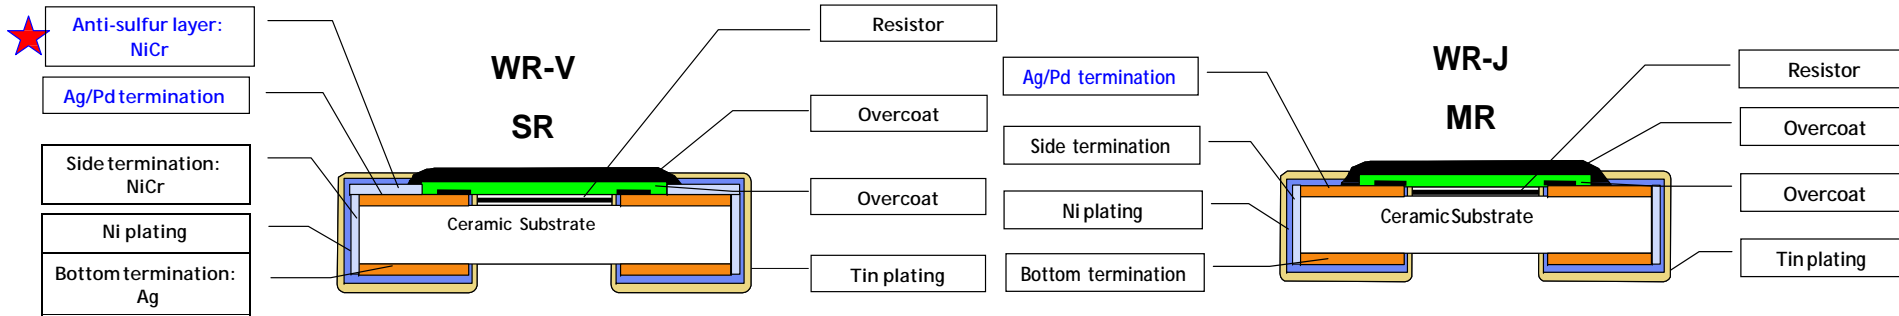 Anti-sulfur layer:
NiCr
Ag/Pd termination
Side termination:
NiCr
Ni plating
Bottom termination:
Ag
WR-V
SR
Ceramic Substrate
Resistor
Overcoat
Overcoat
Tin plating
Ag/Pd termination
Side termination
Ni plating
Bottom termination
WR-J
MR
Ceramic Substrate
Resistor
Overcoat
Overcoat
Tin plating